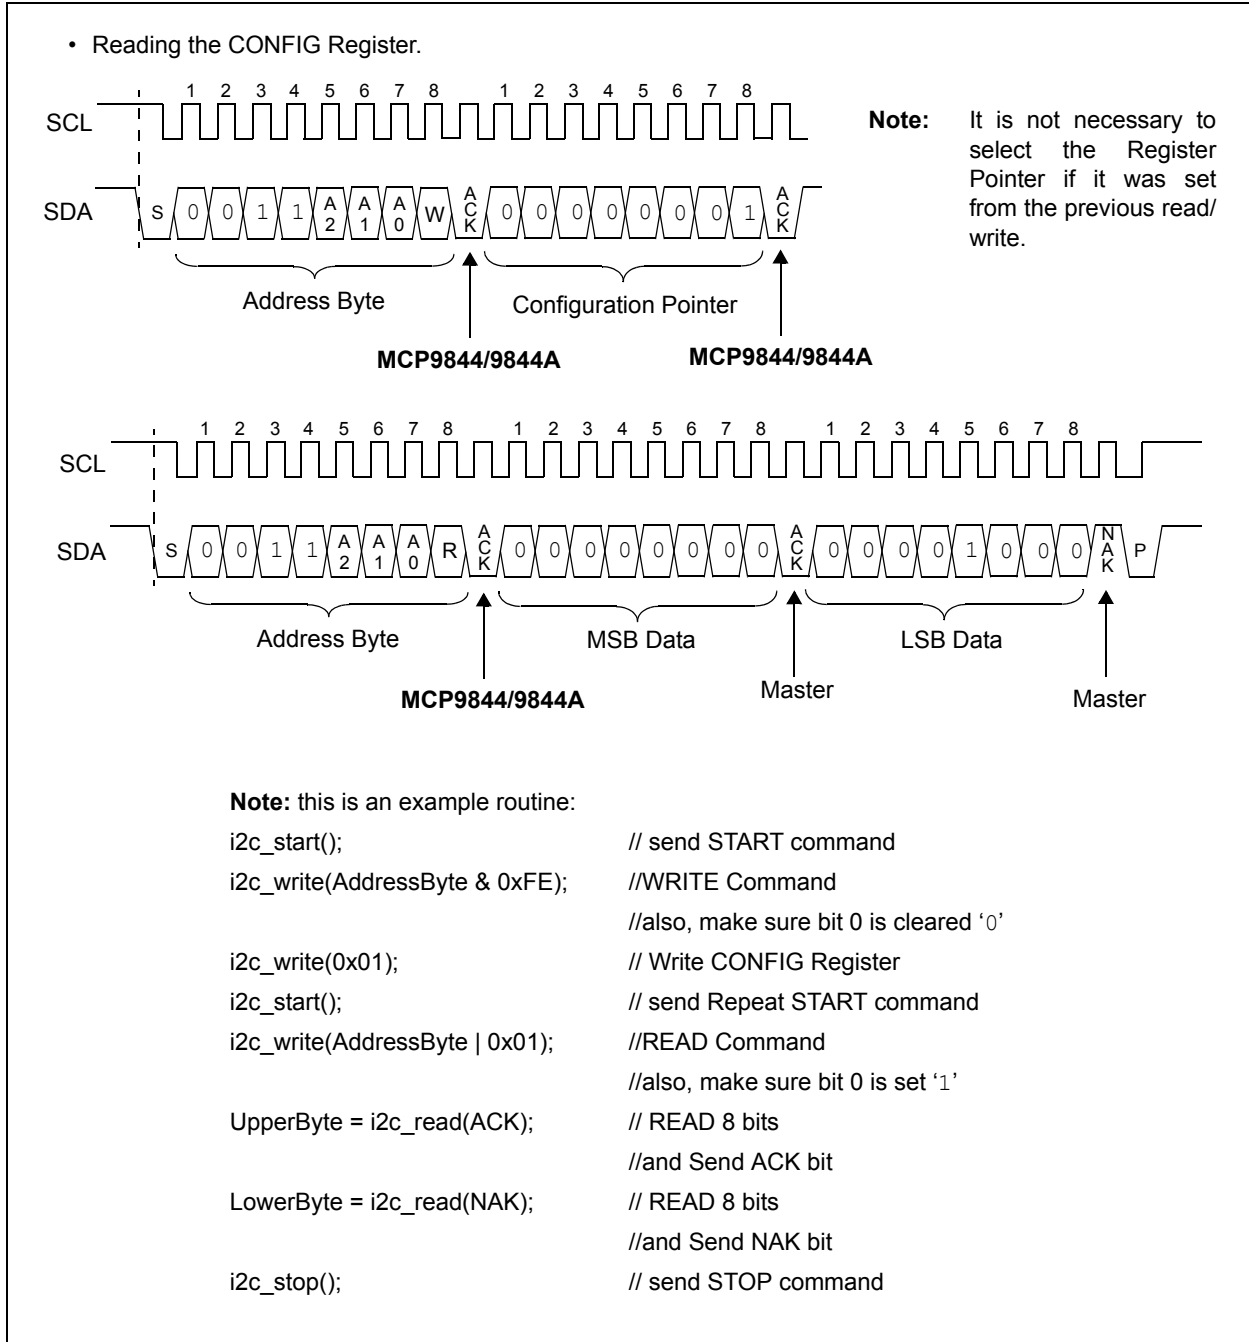 • Reading the CONFIG Register.
1 2 3 4 5 6 7 8 1 2 3 4 5 6 7 8
SCL
SDA
S 0 0 1 1 A2 A1 A0 W ACK 0 0 0 0 0 0 0 1 ACK
Address Byte Configuration Pointer
MCP9844/9844A MCP9844/9844A
Note: It is not necessary to
select the Register
Pointer if it was set
from the previous read/
write.
1 2 3 4 5 6 7 8 1 2 3 4 5 6 7 8 1 2 3 4 5 6 7 8
SCL
SDA
S 0 0 1 1 A2 A1 A0 R ACK 0 0 0 0 0 0 0 0 ACK 0 0 0 0 1 0 0 0 NAK P
Address Byte MSB Data LSB Data
MCP9844/9844A Master Master
Note: this is an example routine:
i2c_start(); // send START command
i2c_write(AddressByte & 0xFE); //WRITE Command
//also, make sure bit 0 is cleared ‘0’
i2c_write(0x01); // Write CONFIG Register
i2c_start(); // send Repeat START command
i2c_write(AddressByte | 0x01); //READ Command
//also, make sure bit 0 is set ‘1’
UpperByte = i2c_read(ACK); // READ 8 bits
//and Send ACK bit
LowerByte = i2c_read(NAK); // READ 8 bits
//and Send NAK bit
i2c_stop(); // send STOP command